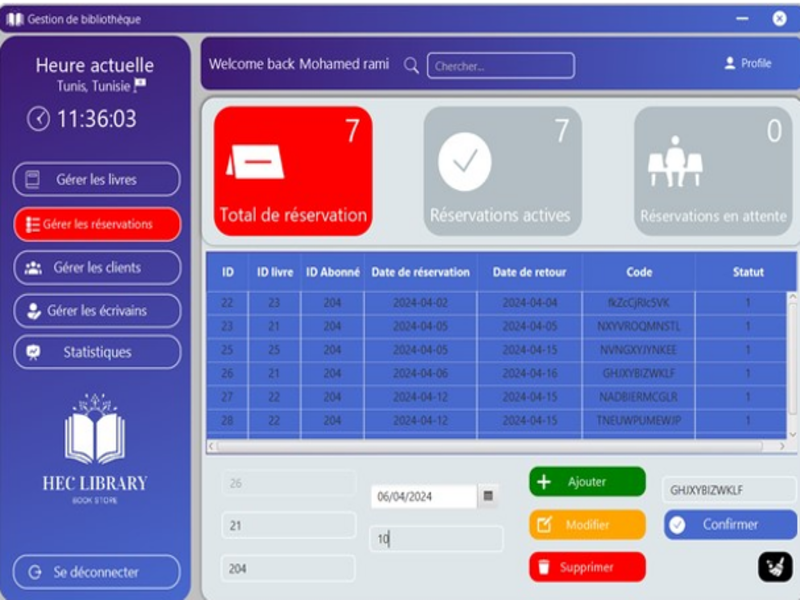 Gestion de bibliothèque
Heure actuelle
Tunis, Tunisie
11:36:03
Gérer les livres
Gérer les réservations
Gérer les clients
Gérer les écrivains
Statistiques
HEC LIBRARY
BOOK STORE
Se déconnecter
Welcome back Mohamed rami
Chercher...
Profile
7
Total de réservation
7
Réservations actives
0
Réservations en attente
ID ID livre ID Abonné Date de réservation Date de retour Code Statut
22 23 204 2024-04-02 2024-04-04 fkZcCjRlc5VK 1
23 21 204 2024-04-05 2024-04-05 NXYVROQMNSTL 1
25 25 204 2024-04-05 2024-04-15 NVNGXYJYNKEE 1
26 21 204 2024-04-06 2024-04-16 GHJXYBIZWKLF 1
27 22 204 2024-04-12 2024-04-15 NADBIERMCGLR 1
28 22 204 2024-04-12 2024-04-15 TNEUWPUMEWJP 1
26
21
204
06/04/2024
10
Ajouter
Modifier
Supprimer
GHJXYBIZWKLF
Confirmer